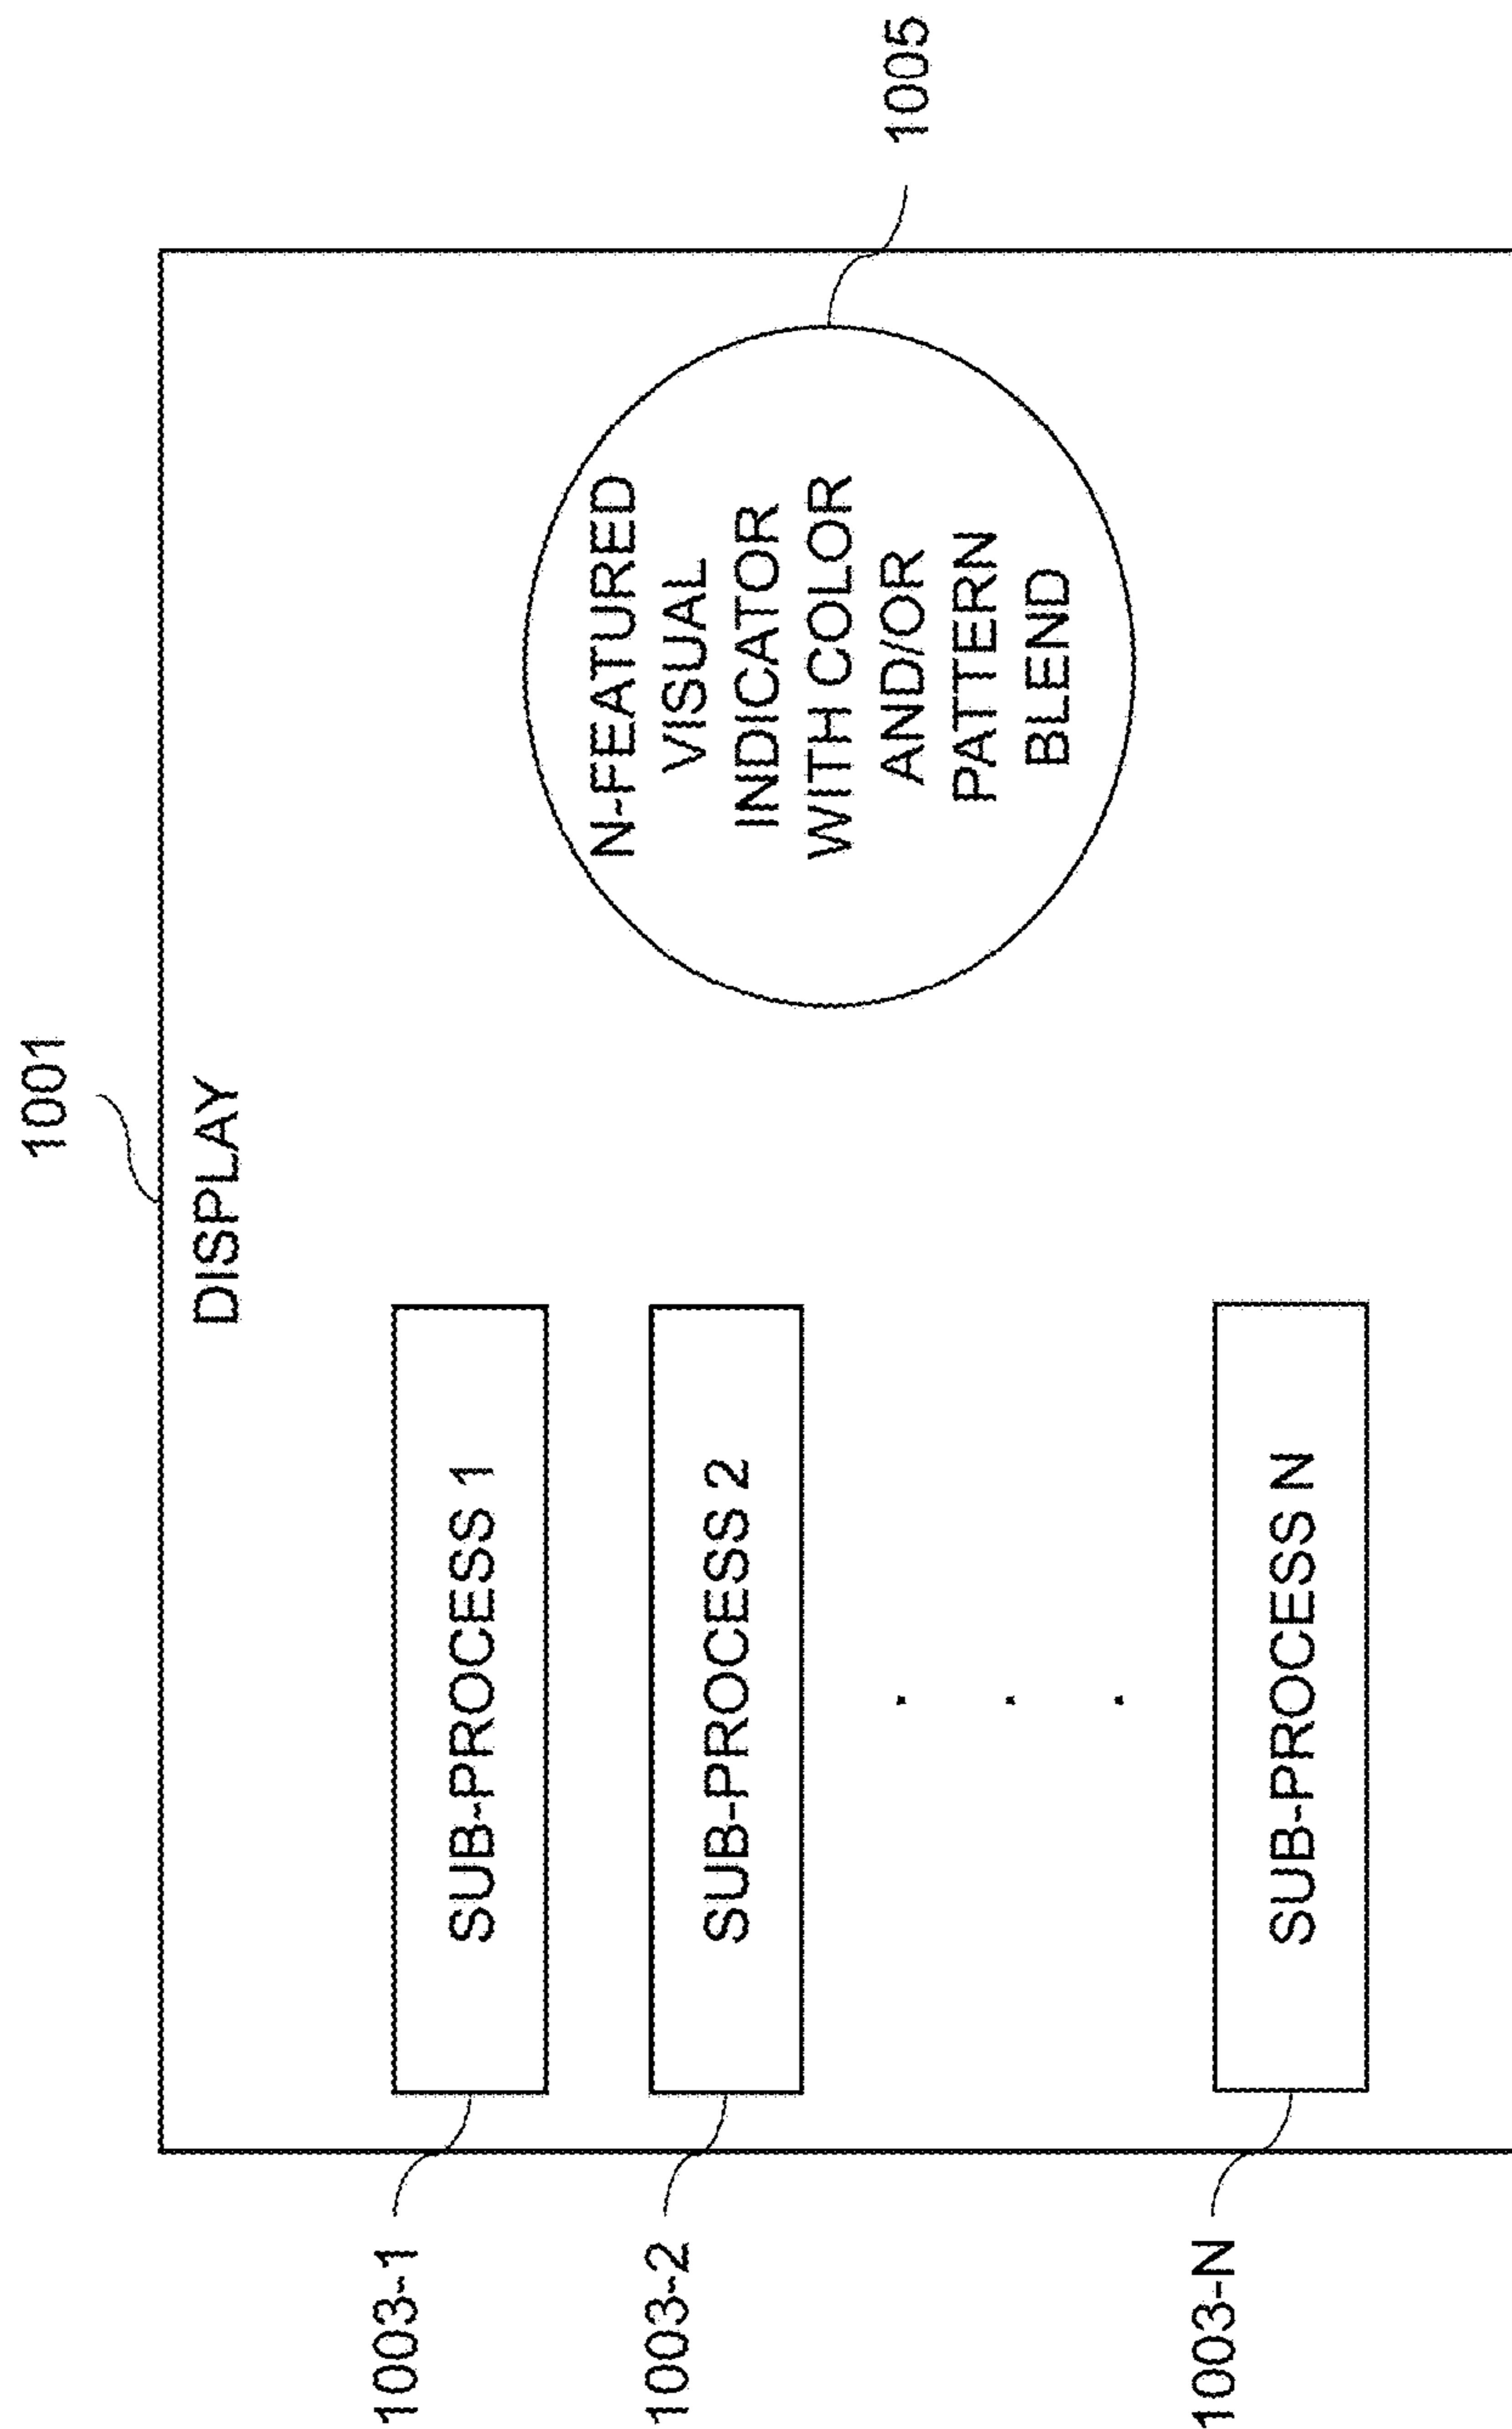 1001
DISPLAY
1003-1
SUB-PROCESS 1
1003-2
SUB-PROCESS 2
. . .
1003-N
SUB-PROCESS N
N-FEATURED
VISUAL
INDICATOR
WITH COLOR
AND/OR
PATTERN
BLEND
1005